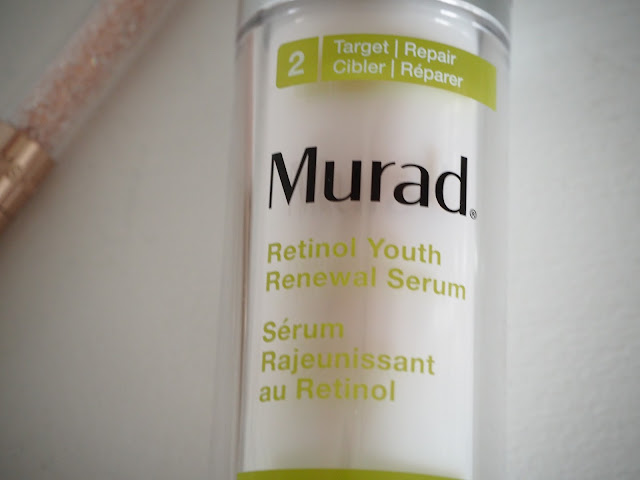 2
Target | Repair
Cibler | Réparer
Murad®
Retinol Youth
Renewal Serum
Sérum
Rajeunissant
au Retinol